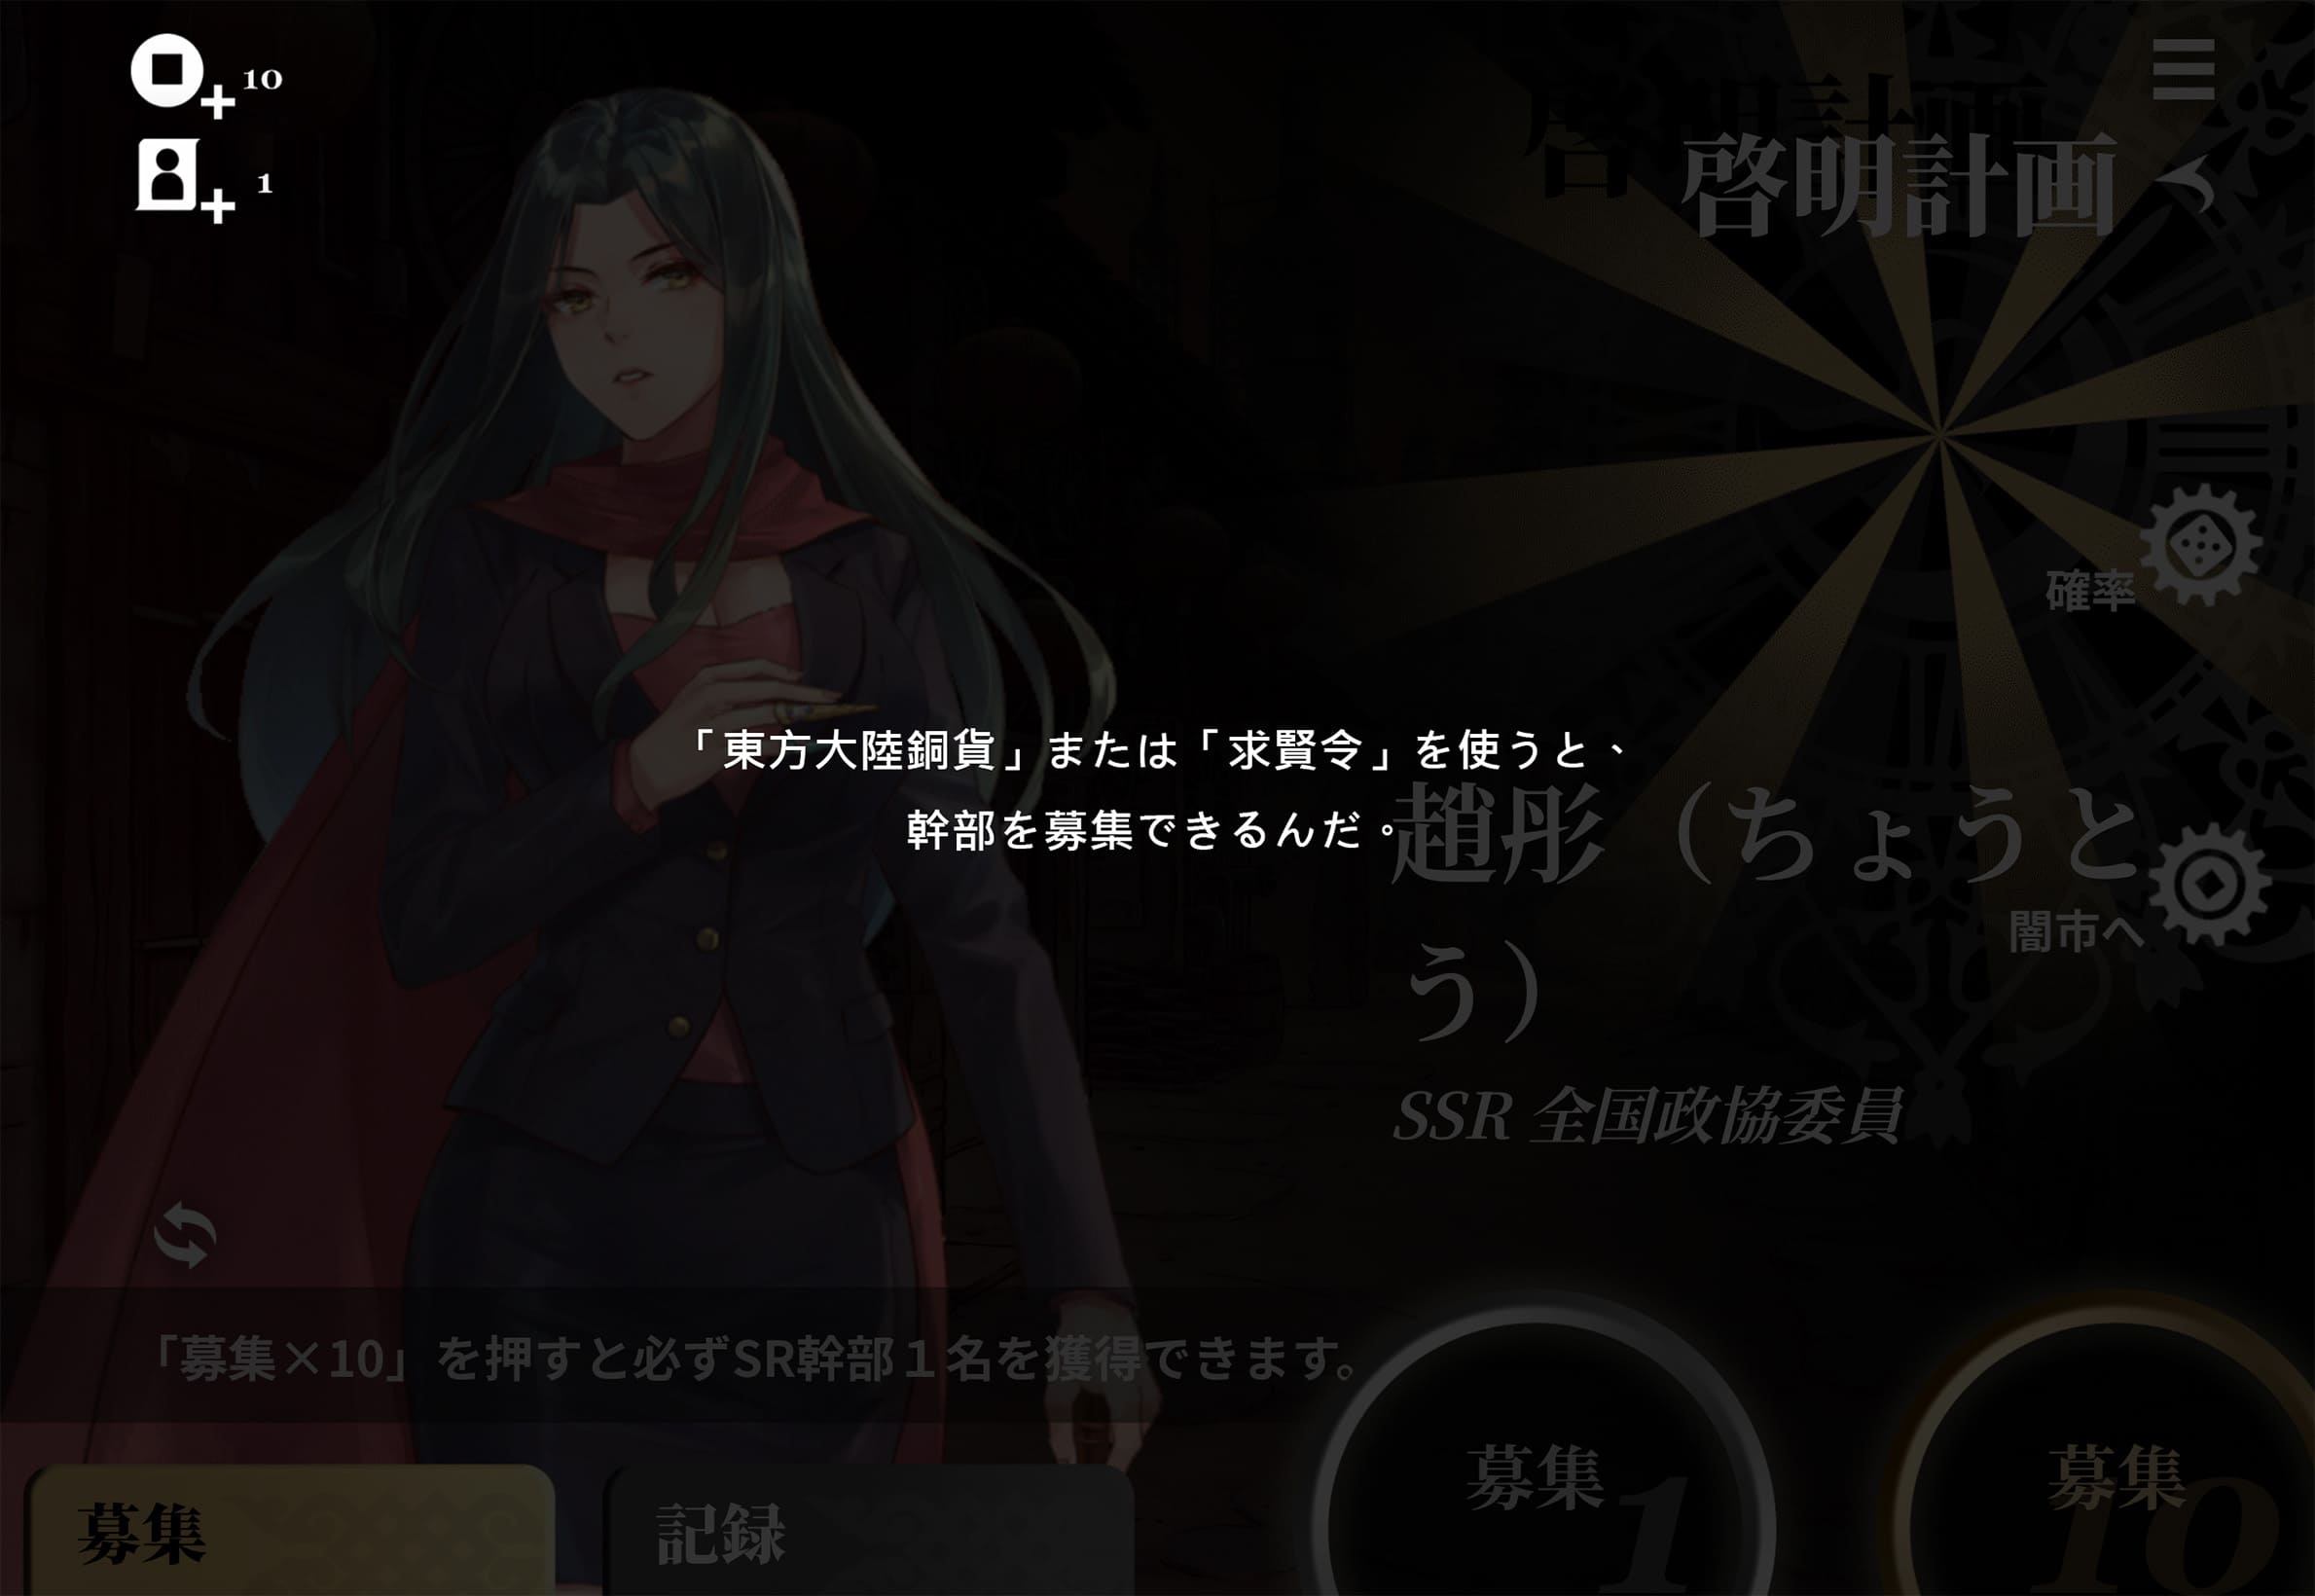 10
1
啓明計画
啓明計画
確率
「東方大陸銅貨」または「求賢令」を使うと、
幹部を募集できるんだ。
趙彤（ちょうと
う）
闇市へ
SSR 全国政協委員
「募集×10」を押すと必ずSR幹部１名を獲得できます。
募集 1
募集 10
募集
記録